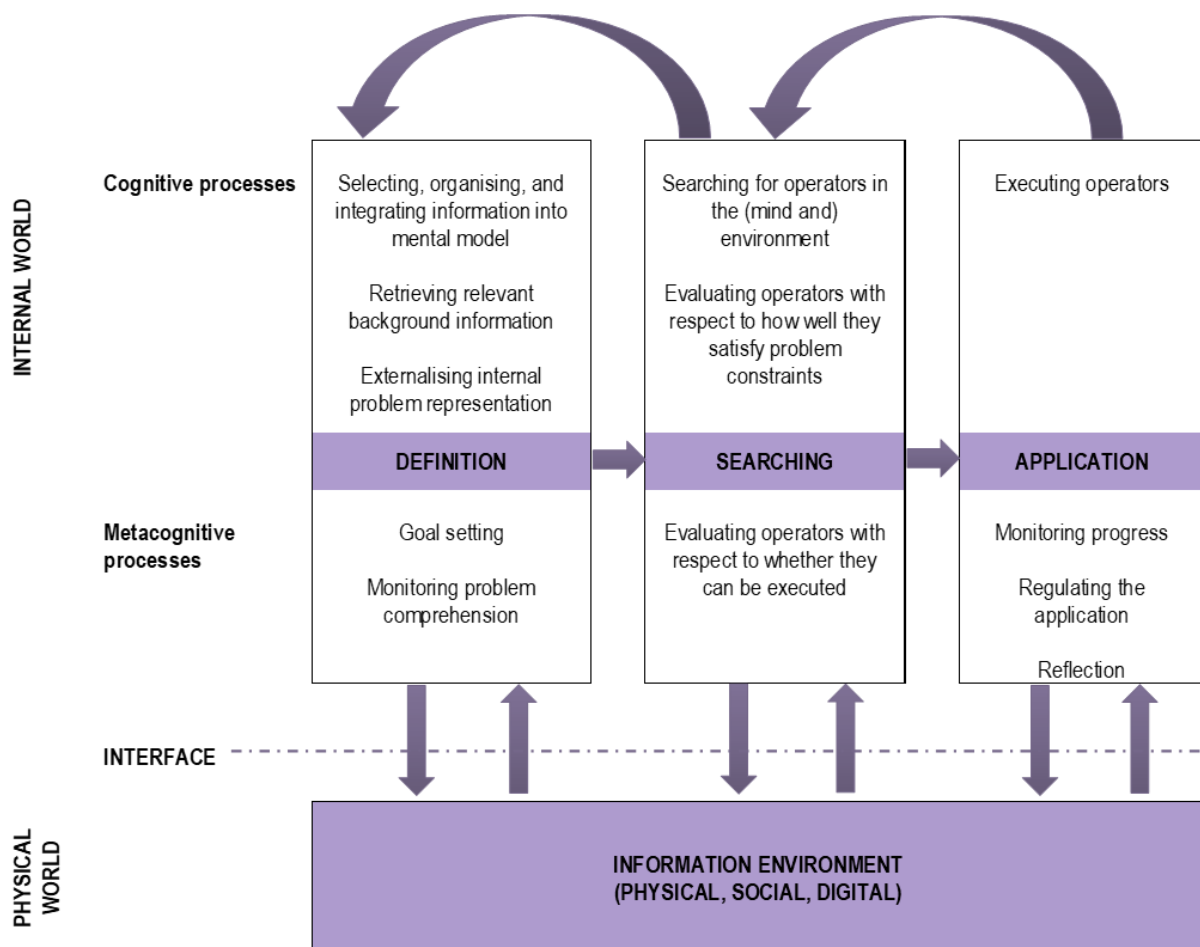 INTERNAL WORLD
Cognitive processes
Selecting, organising, and
integrating information into
mental model
Retrieving relevant
background information
Externalising internal
problem representation
Searching for operators in
the (mind and)
environment
Evaluating operators with
respect to how well they
satisfy problem
constraints
Executing operators
DEFINITION
SEARCHING
APPLICATION
Metacognitive
processes
Goal setting
Monitoring problem
comprehension
Evaluating operators with
respect to whether they
can be executed
Monitoring progress
Regulating the
application
Reflection
INTERFACE
PHYSICAL
WORLD
INFORMATION ENVIRONMENT
(PHYSICAL, SOCIAL, DIGITAL)